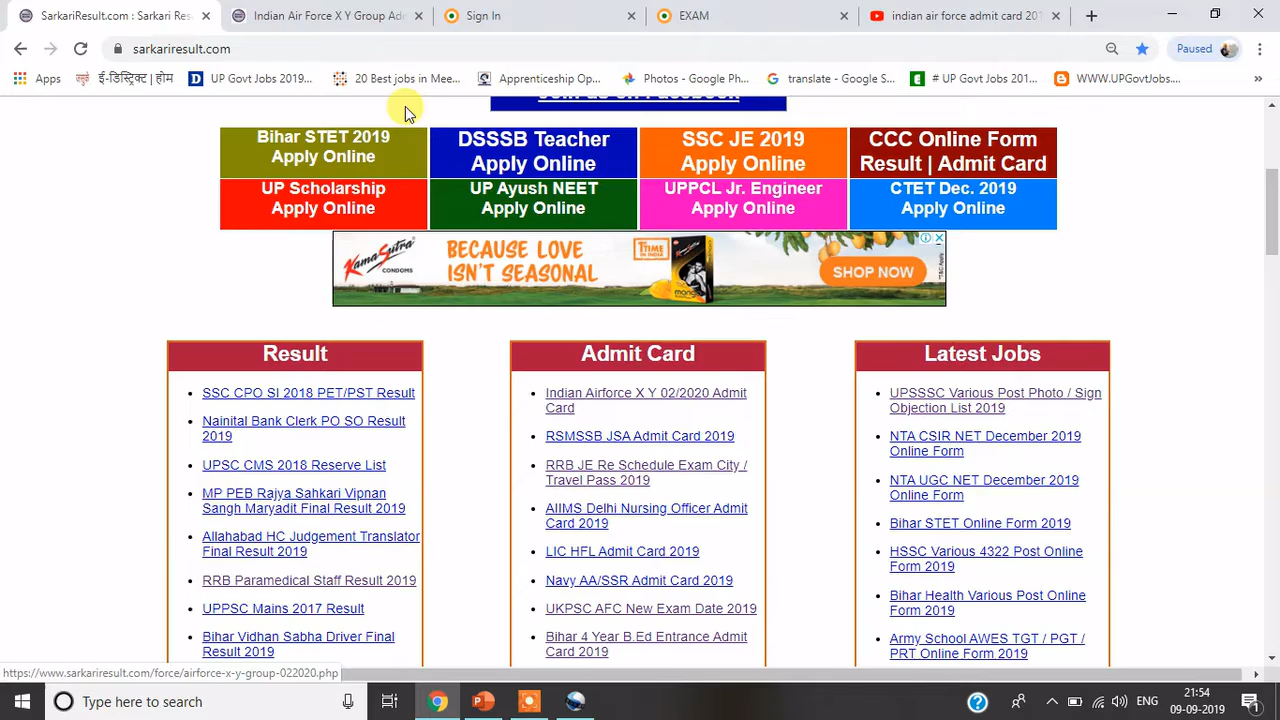 SarkariResult.com : Sarkari Res
Indian Air Force X Y Group Adm
Sign In
EXAM
indian air force admit card 20
sarkariresult.com
Paused
Apps
ई-डिस्ट्रिक्ट | होम
UP Govt Jobs 2019...
20 Best jobs in Mee...
Apprenticeship Op...
Photos - Google Ph...
translate - Google S...
# UP Govt Jobs 201...
WWW.UPGovtJobs....
»
Join us on Facebook
Bihar STET 2019
Apply Online
DSSSB Teacher
Apply Online
SSC JE 2019
Apply Online
CCC Online Form
Result | Admit Card
UP Scholarship
Apply Online
UP Ayush NEET
Apply Online
UPPCL Jr. Engineer
Apply Online
CTET Dec. 2019
Apply Online
KamaSutra
CONDOMS
BECAUSE LOVE
ISN'T SEASONAL
SHOP NOW
Result
SSC CPO SI 2018 PET/PST Result
Nainital Bank Clerk PO SO Result
2019
UPSC CMS 2018 Reserve List
MP PEB Rajya Sahkari Vipnan
Sangh Maryadit Final Result 2019
Allahabad HC Judgement Translator
Final Result 2019
RRB Paramedical Staff Result 2019
UPPSC Mains 2017 Result
Bihar Vidhan Sabha Driver Final
Result 2019
Admit Card
Indian Airforce X Y 02/2020 Admit
Card
RSMSSB JSA Admit Card 2019
RRB JE Re Schedule Exam City /
Travel Pass 2019
AIIMS Delhi Nursing Officer Admit
Card 2019
LIC HFL Admit Card 2019
Navy AA/SSR Admit Card 2019
UKPSC AFC New Exam Date 2019
Bihar 4 Year B.Ed Entrance Admit
Card 2019
Latest Jobs
UPSSSC Various Post Photo / Sign
Objection List 2019
NTA CSIR NET December 2019
Online Form
NTA UGC NET December 2019
Online Form
Bihar STET Online Form 2019
HSSC Various 4322 Post Online
Form 2019
Bihar Health Various Post Online
Form 2019
Army School AWES TGT / PGT /
PRT Online Form 2019
https://www.sarkariresult.com/force/airforce-x-y-group-022020.php
Type here to search
ENG
21:54
09-09-2019